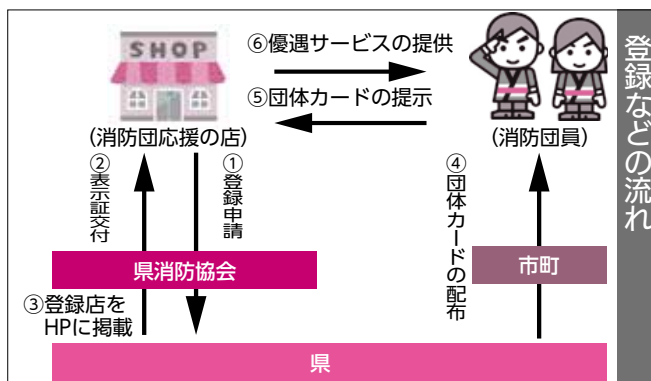 登録などの流れ
SHOP
(消防団応援の店)
⑥優遇サービスの提供
⑤団体カードの提示
(消防団員)
②表示証交付
①登録申請
④団体カードの配布
県消防協会
市町
③登録店を
HPに掲載
県